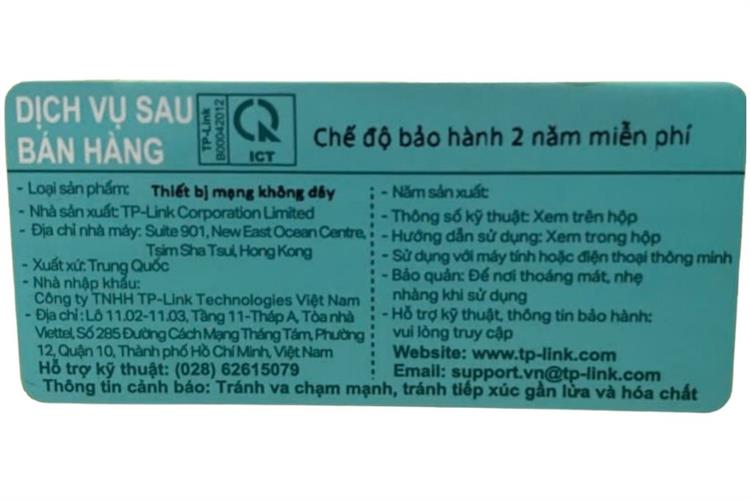 DỊCH VỤ SAU
BÁN HÀNG
TP-Link
B00042012
ICT
Chế độ bảo hành 2 năm miễn phí
- Loại sản phẩm: Thiết bị mạng không dây
- Nhà sản xuất: TP-Link Corporation Limited
- Địa chỉ nhà máy: Suite 901, New East Ocean Centre,
Tsim Sha Tsui, Hong Kong
- Xuất xứ: Trung Quốc
- Nhà nhập khẩu:
Công ty TNHH TP-Link Technologies Việt Nam
- Địa chỉ: Lô 11.02-11.03, Tầng 11-Tháp A, Tòa nhà
Viettel, Số 285 Đường Cách Mạng Tháng Tám, Phường
12, Quận 10, Thành phố Hồ Chí Minh, Việt Nam
Hỗ trợ kỹ thuật: (028) 62615079
- Năm sản xuất:
- Thông số kỹ thuật: Xem trên hộp
- Hướng dẫn sử dụng: Xem trong hộp
- Sử dụng với máy tính hoặc điện thoại thông minh
- Bảo quản: Để nơi thoáng mát, nhẹ
nhàng khi sử dụng
- Hỗ trợ kỹ thuật, thông tin bảo hành:
vui lòng truy cập
Website: www.tp-link.com
Email: support.vn@tp-link.com
Thông tin cảnh báo: Tránh va chạm mạnh, tránh tiếp xúc gần lửa và hóa chất